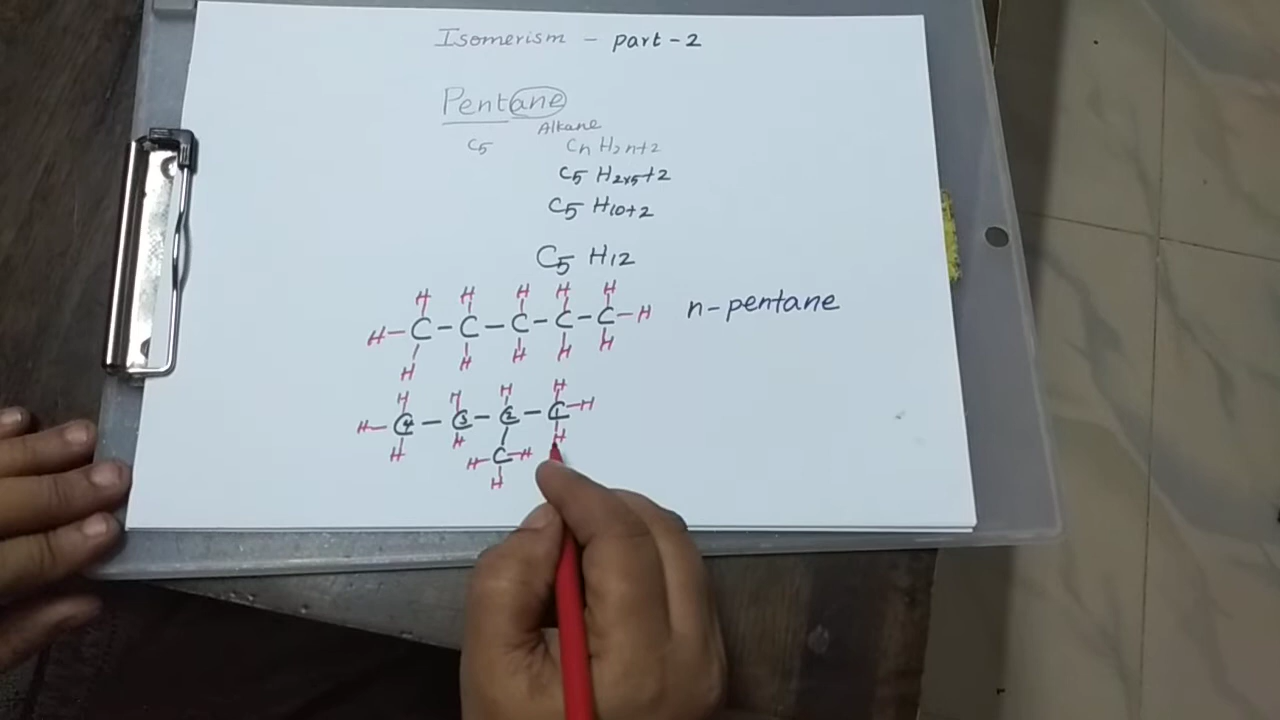 Isomerism - part-2
Pentane
Alkane
C5 CnH2n+2
C5 H2x5+2
C5 H10+2
C5 H12
H H H H H
H-C-C-C-C-C-H n-pentane
H H H H H
H H H H
H-C4-C3-C2-C1-H
H H H
H-C-H
H